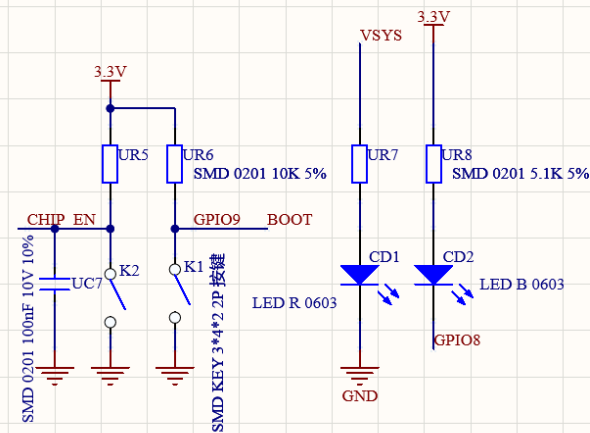 3.3V
VSYS
3.3V
UR5
UR6
SMD 0201 10K 5%
UR7
UR8
SMD 0201 5.1K 5%
CHIP_EN
GPIO9
BOOT
UC7
SMD 0201 100nF 10V 10%
K2
K1
SMD KEY 3*4*2 2P 按键
CD1
LED R 0603
CD2
LED B 0603
GPIO8
GND